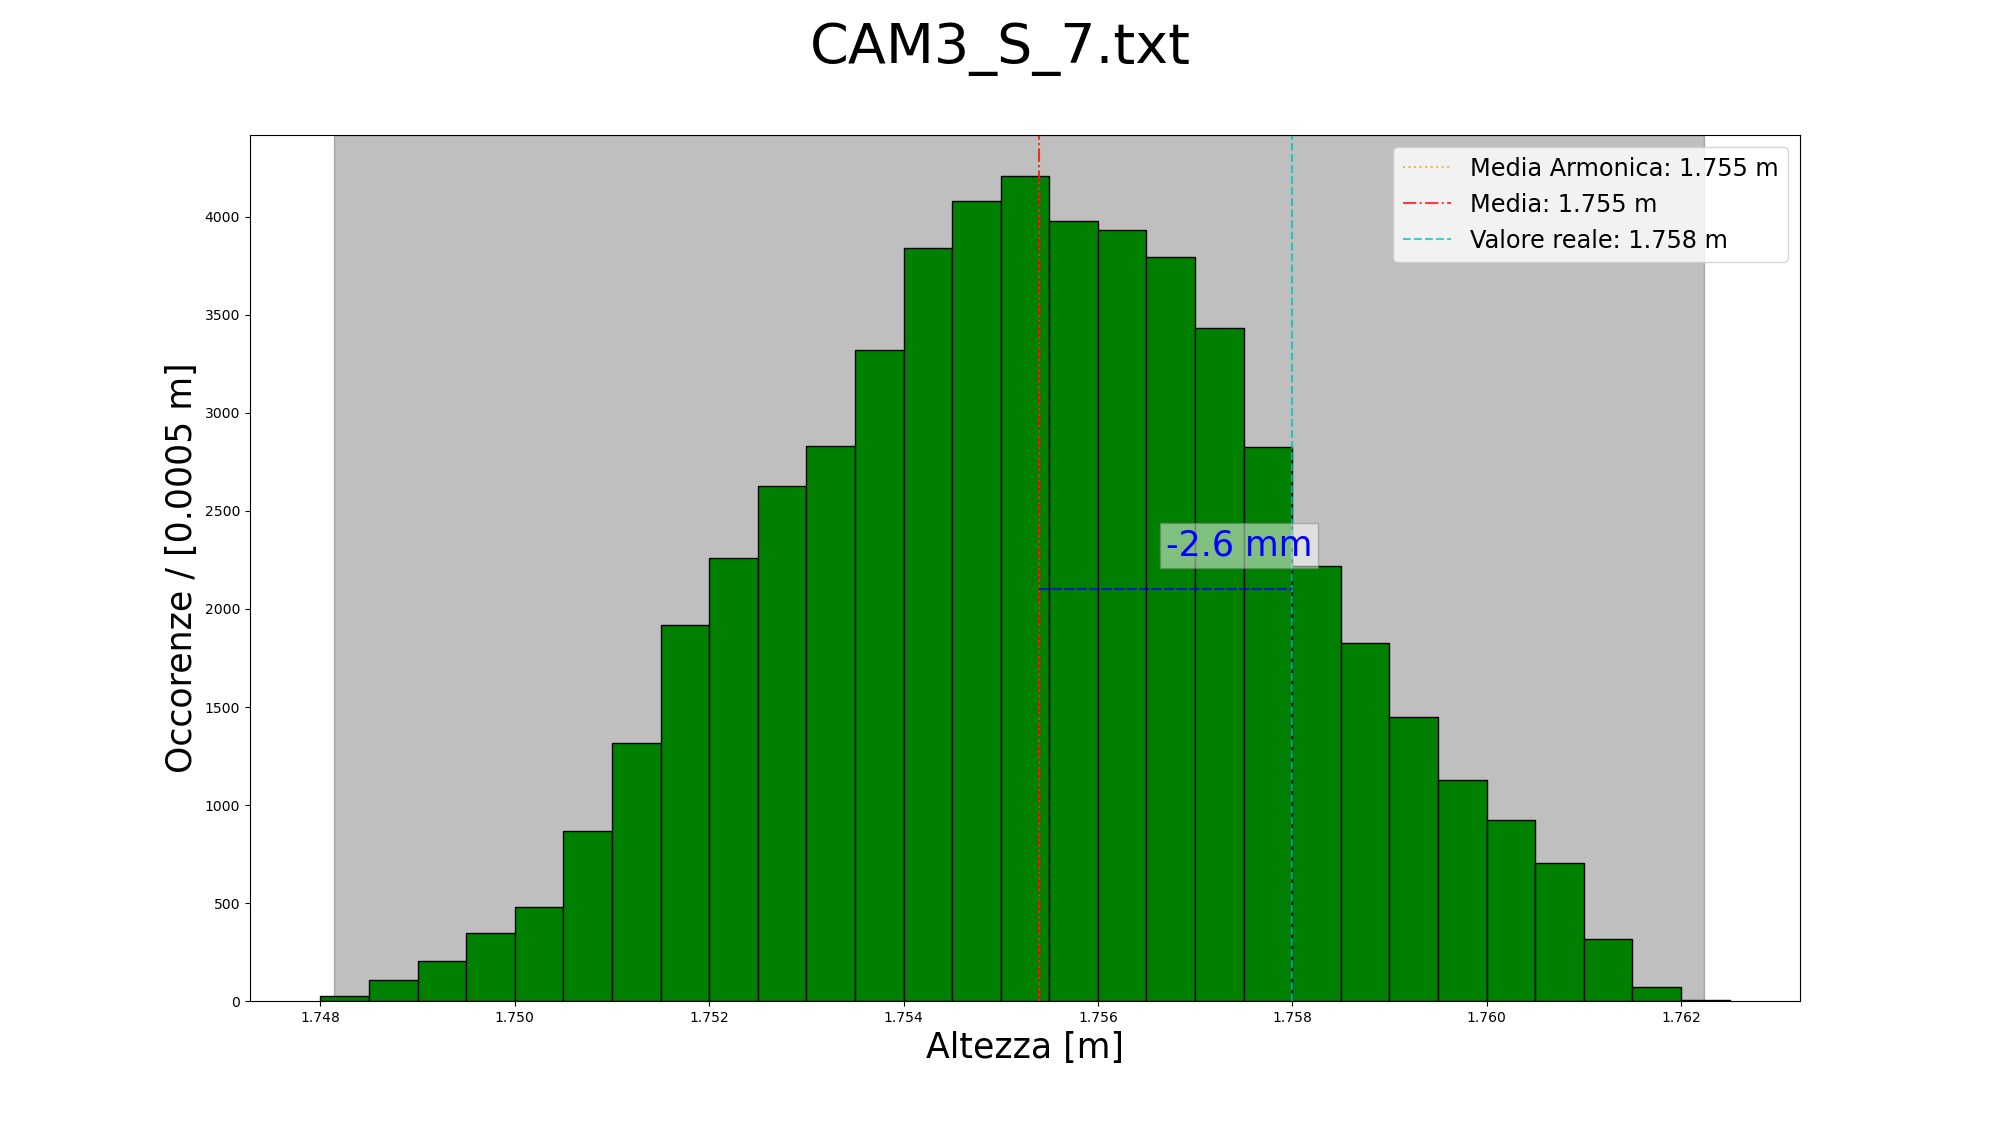 CAM3_S_7.txt
Media Armonica: 1.755 m
Media: 1.755 m
Valore reale: 1.758 m
-2.6 mm
Occorenze / [0.0005 m]
4000
3500
3000
2500
2000
1500
1000
500
0
1.748 1.750 1.752 1.754 1.756 1.758 1.760 1.762
Altezza [m]